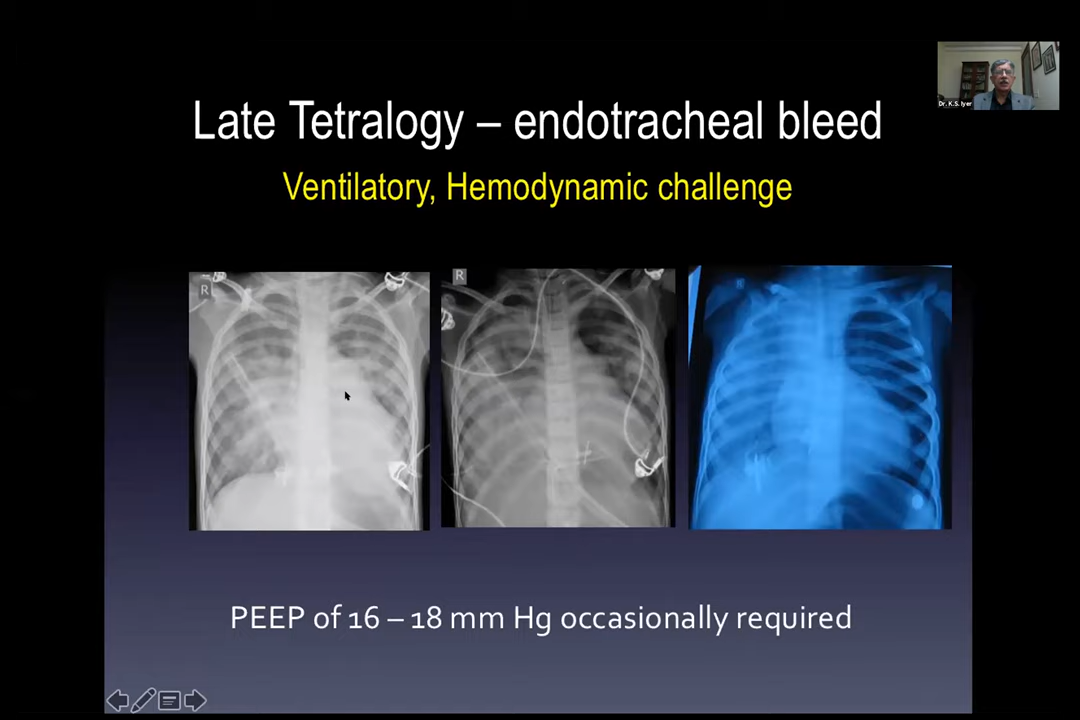 Dr. K.S. Iyer
Late Tetralogy – endotracheal bleed
Ventilatory, Hemodynamic challenge
R
R
PEEP of 16 – 18 mm Hg occasionally required